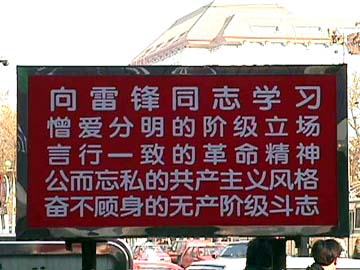 向雷锋同志学习
憎爱分明的阶级立场
言行一致的革命精神
公而忘私的共产主义风格
奋不顾身的无产阶级斗志